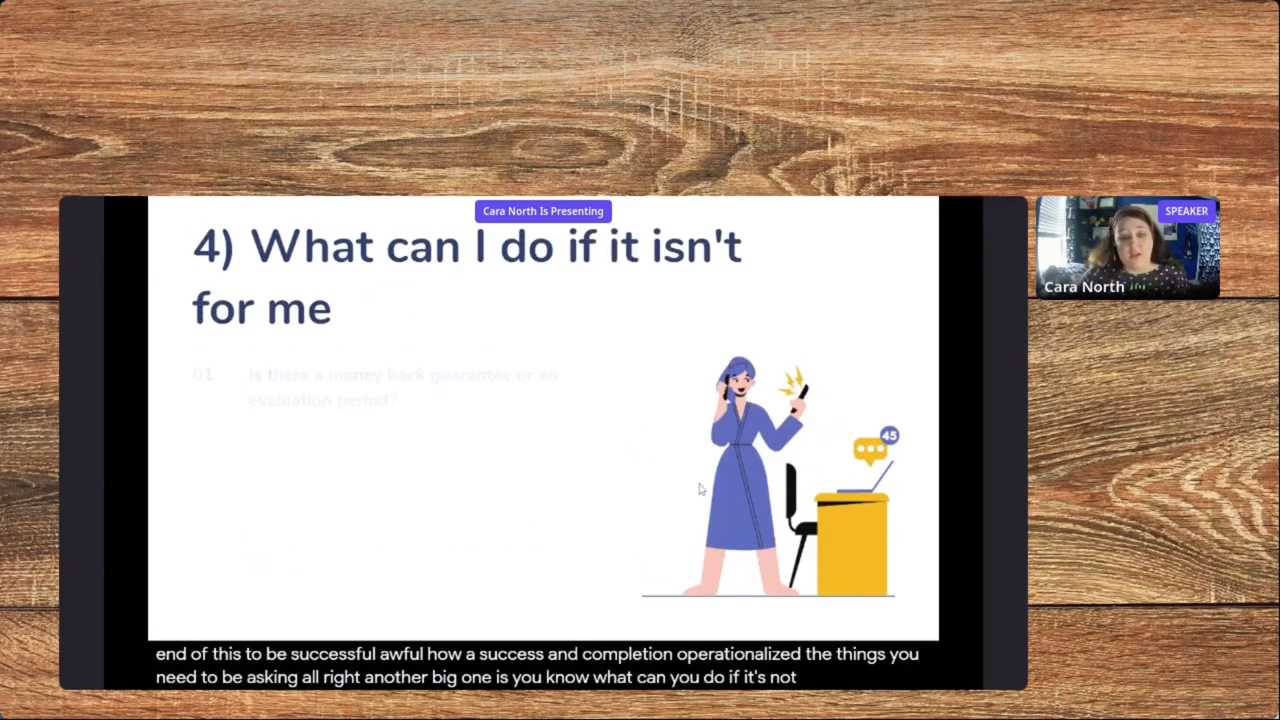 Cara North Is Presenting
SPEAKER
Cara North
4) What can I do if it isn't
for me
01 Is there a money back guarantee or an
evaluation period?
45
end of this to be successful awful how a success and completion operationalized the things you
need to be asking all right another big one is you know what can you do if it's not